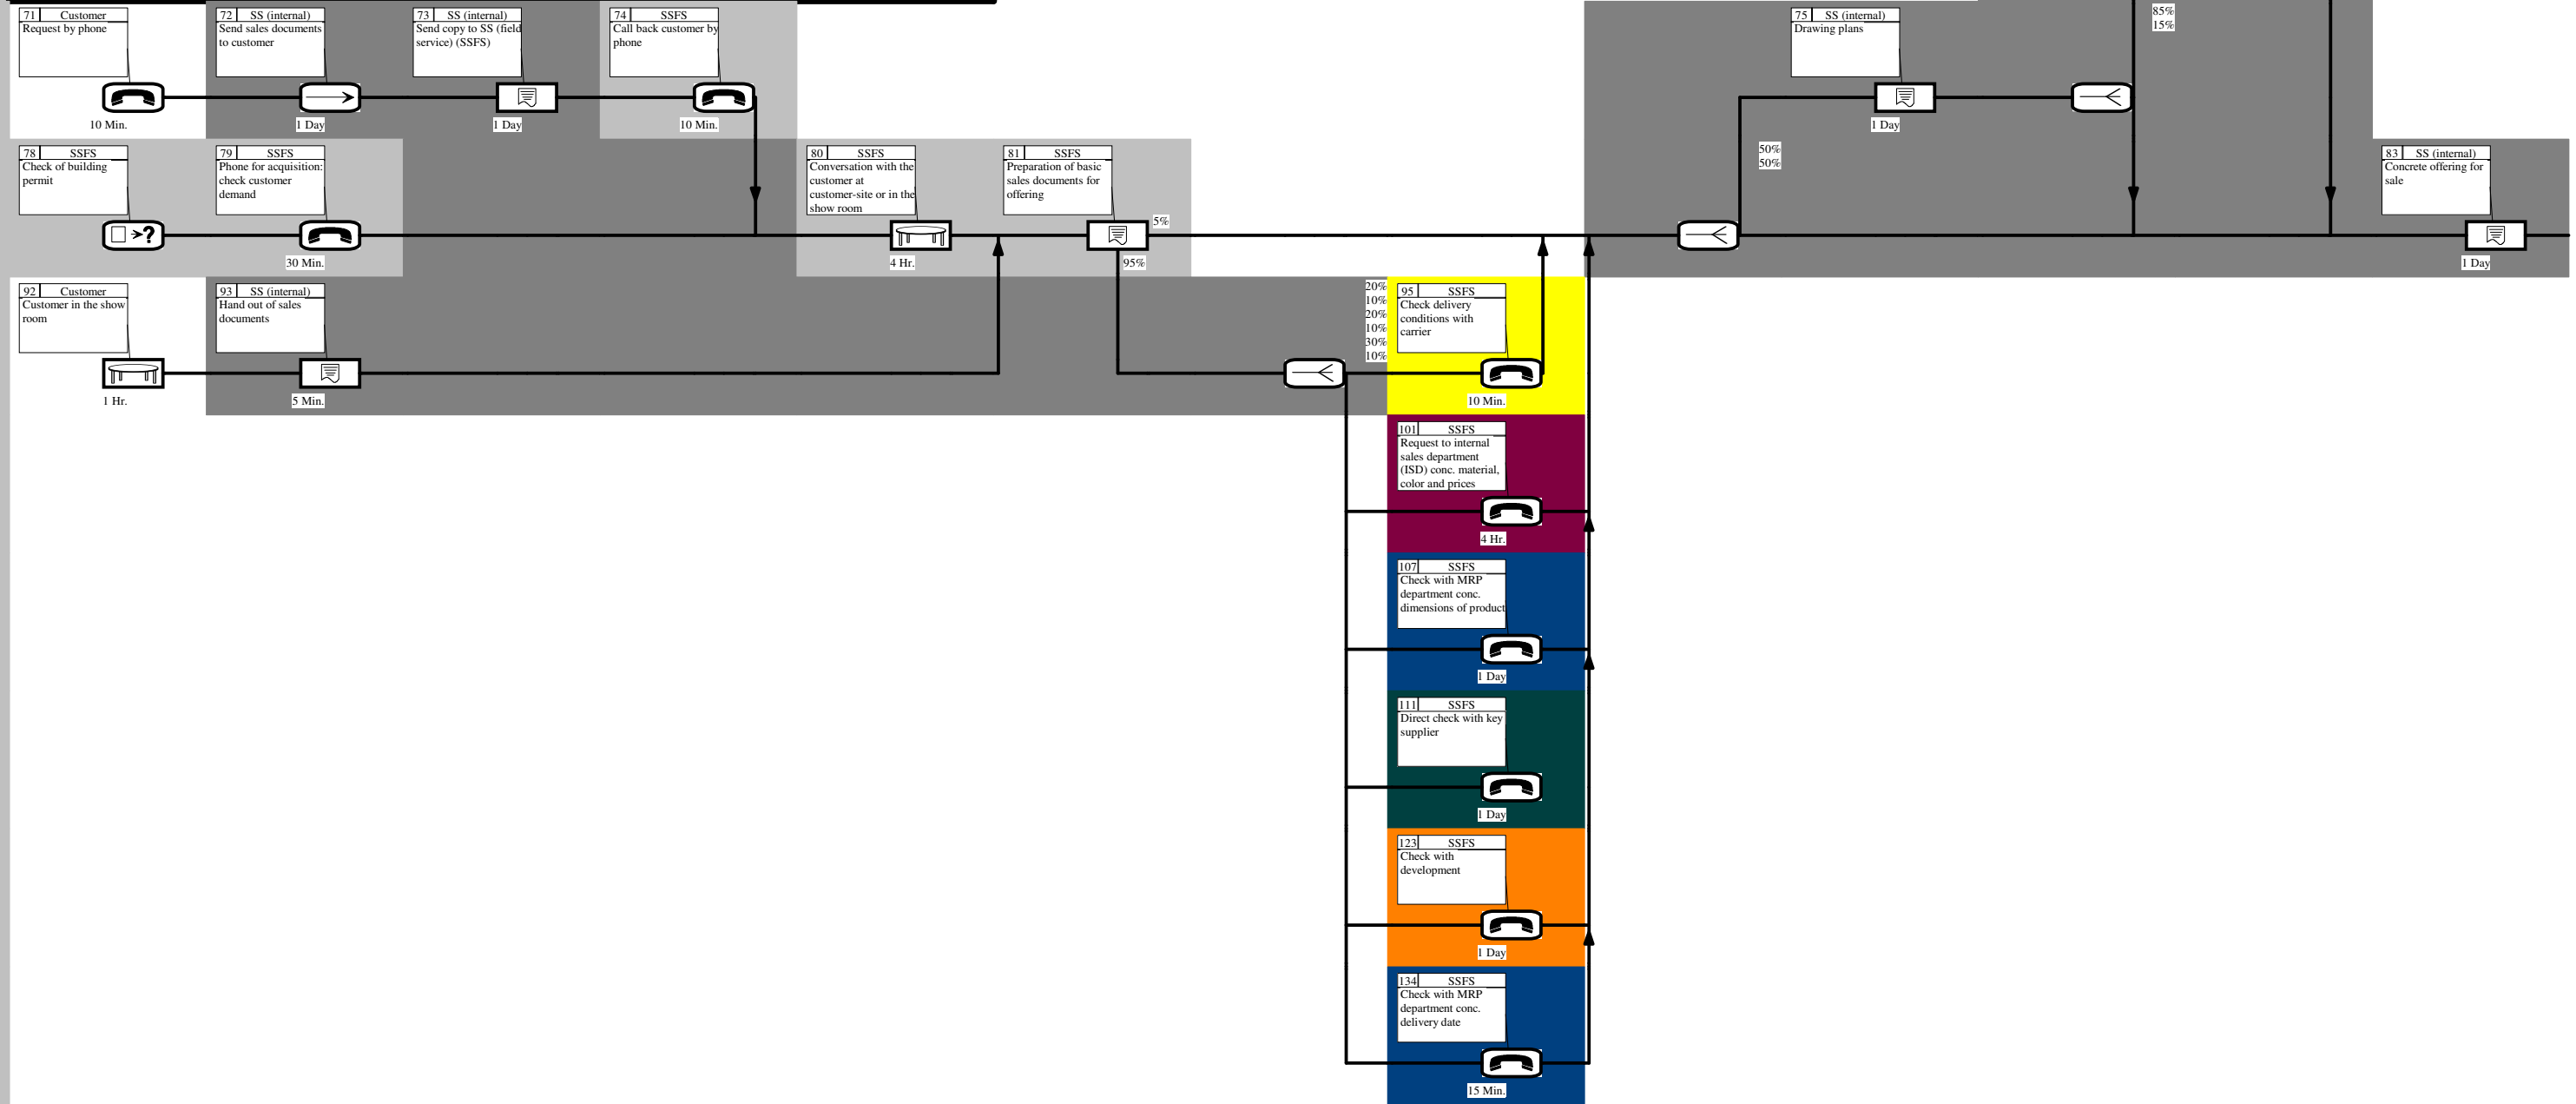 71 Customer
Request by phone
10 Min.
72 SS (internal)
Send sales documents
to customer
1 Day
73 SS (internal)
Send copy to SS (field
service) (SSFS)
1 Day
74 SSFS
Call back customer by
phone
10 Min.
75 SS (internal)
Drawing plans
1 Day
85%
15%
78 SSFS
Check of building
permit
?
79 SSFS
Phone for acquisition:
check customer
demand
30 Min.
80 SSFS
Conversation with the
customer at
customer-site or in the
show room
4 Hr.
81 SSFS
Preparation of basic
sales documents for
offering
5%
95%
50%
50%
83 SS (internal)
Concrete offering for
sale
1 Day
92 Customer
Customer in the show
room
1 Hr.
93 SS (internal)
Hand out of sales
documents
5 Min.
20%
10%
20%
10%
30%
10%
95 SSFS
Check delivery
conditions with
carrier
10 Min.
101 SSFS
Request to internal
sales department
(ISD) conc. material,
color and prices
4 Hr.
107 SSFS
Check with MRP
department conc.
dimensions of product
1 Day
111 SSFS
Direct check with key
supplier
1 Day
123 SSFS
Check with
development
1 Day
134 SSFS
Check with MRP
department conc.
delivery date
15 Min.